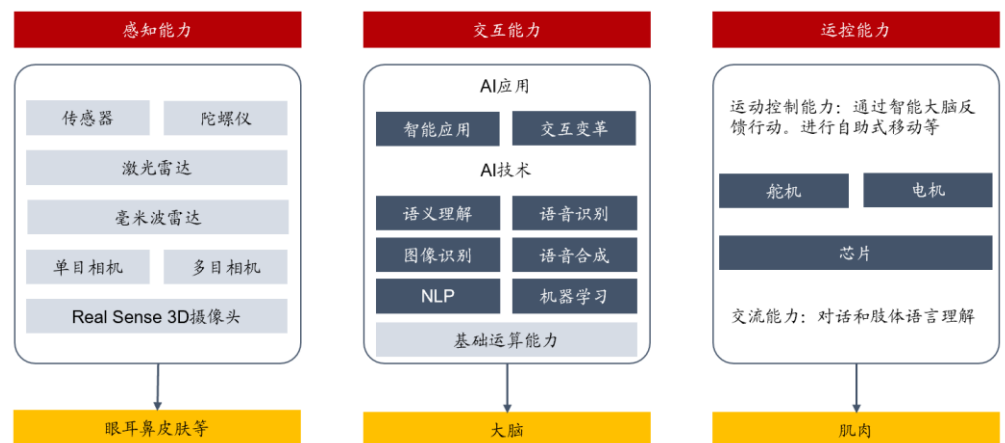 感知能力
传感器
陀螺仪
激光雷达
毫米波雷达
单目相机
多目相机
Real Sense 3D摄像头
眼耳鼻皮肤等
交互能力
AI应用
智能应用
交互变革
AI技术
语义理解
语音识别
图像识别
语音合成
NLP
机器学习
基础运算能力
大脑
运控能力
运动控制能力：通过智能大脑反
馈行动。进行自助式移动等
舵机
电机
芯片
交流能力：对话和肢体语言理解
肌肉